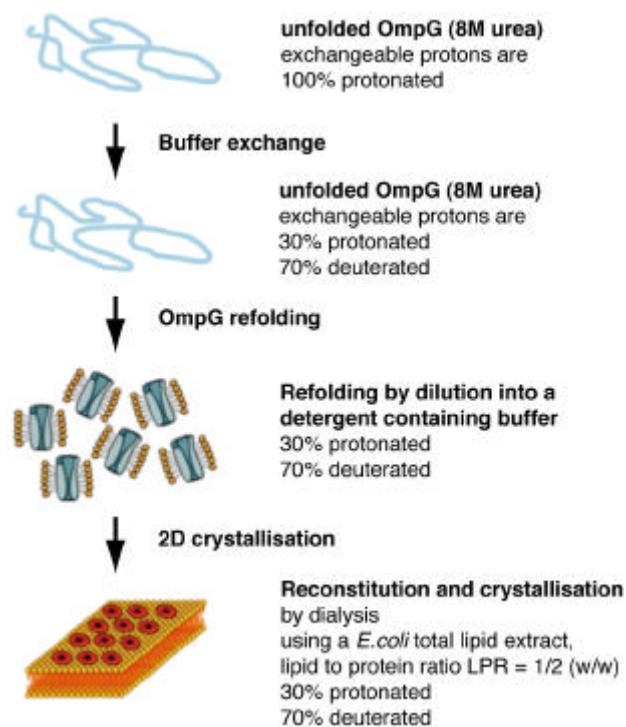 unfolded OmpG (8M urea)
exchangeable protons are
100% protonated
Buffer exchange
unfolded OmpG (8M urea)
exchangeable protons are
30% protonated
70% deuterated
OmpG refolding
Refolding by dilution into a
detergent containing buffer
30% protonated
70% deuterated
2D crystallisation
Reconstitution and crystallisation
by dialysis
using a E.coli total lipid extract,
lipid to protein ratio LPR = 1/2 (w/w)
30% protonated
70% deuterated